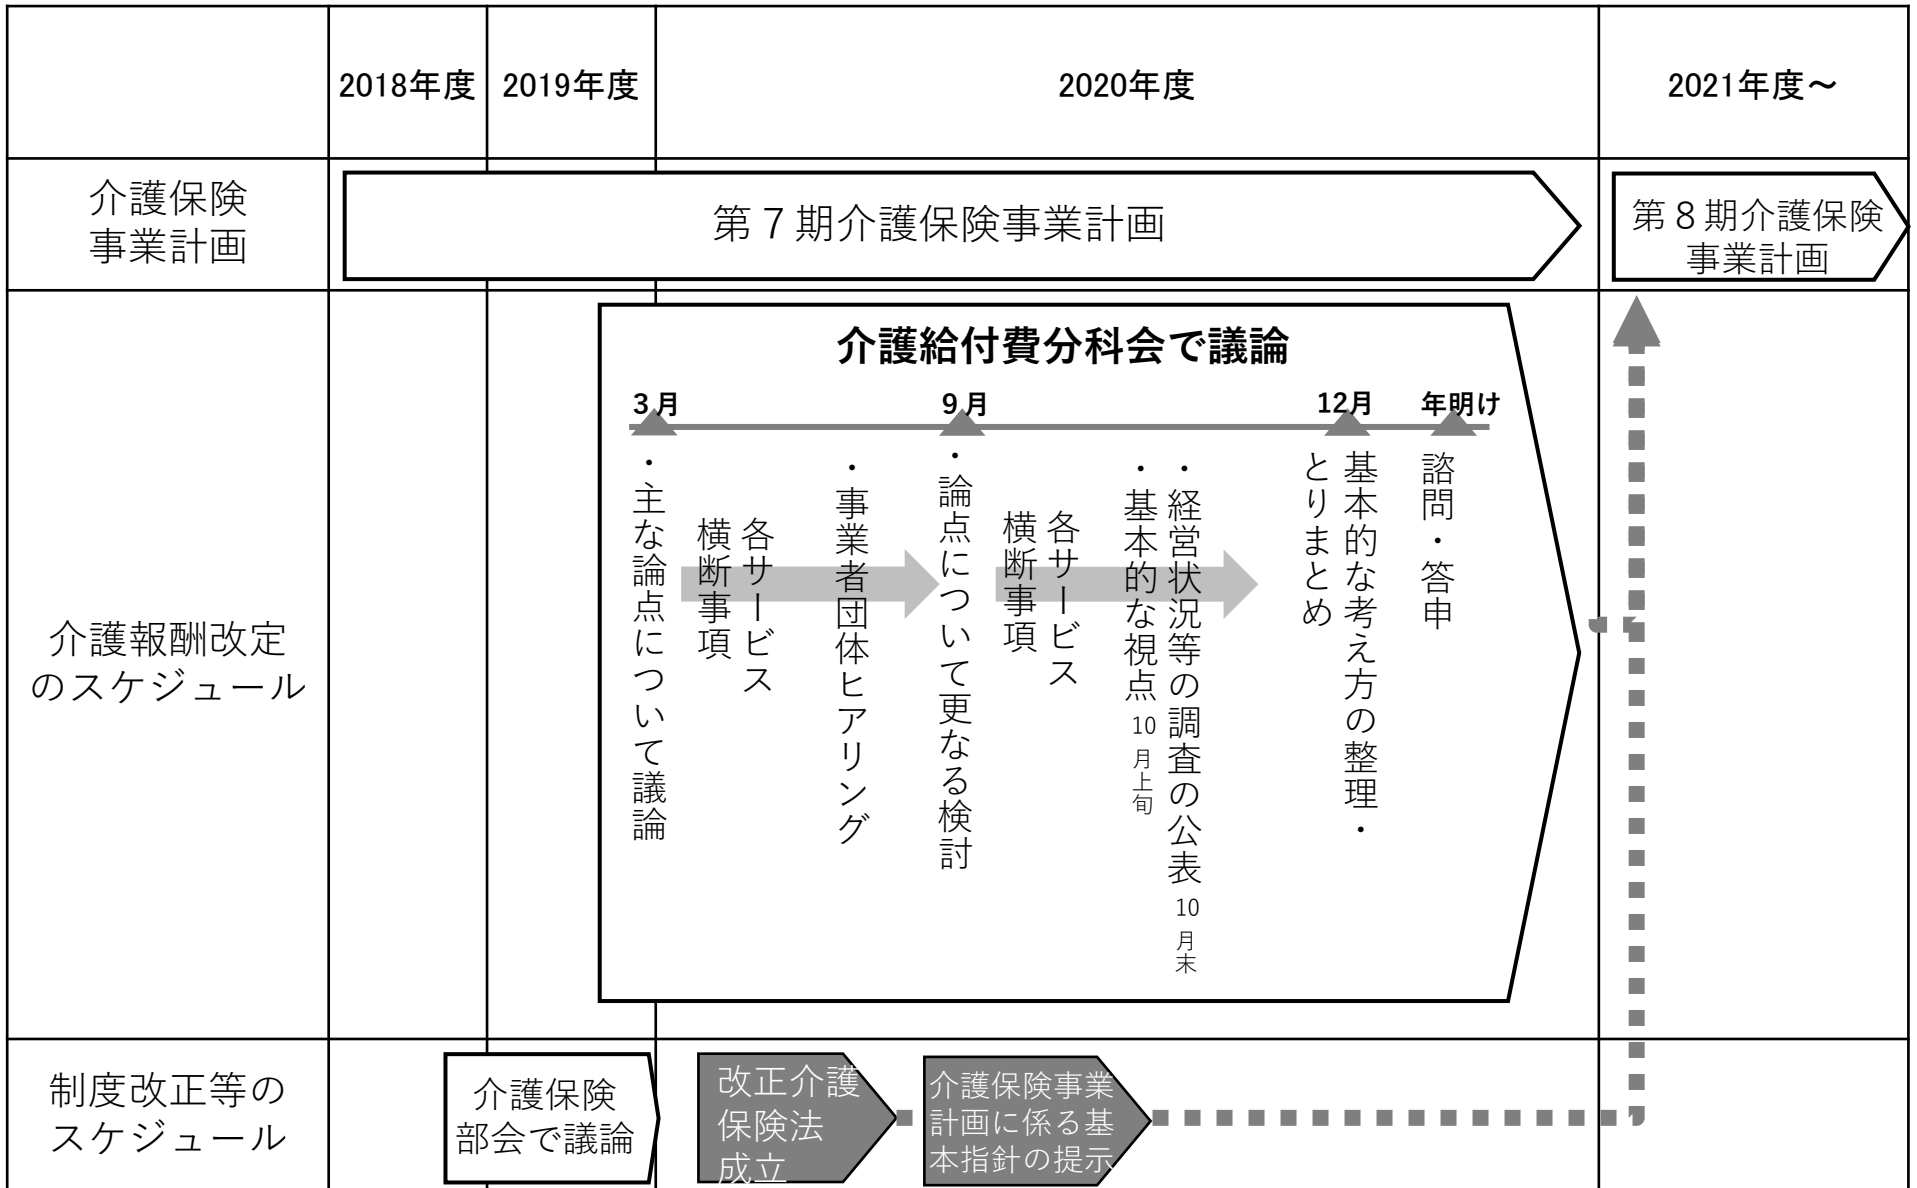 2018年度
2019年度
2020年度
2021年度~
介護保険
事業計画
第7期介護保険事業計画
第8期介護保険
事業計画
介護報酬改定
のスケジュール
介護給付費分科会で議論
3月
9月
12月
年明け
・主な論点について議論
各サービス
横断事項
・事業者団体ヒアリング
・論点について更なる検討
各サービス
横断事項
・経営状況等の調査の公表 10月末
・基本的な視点 10月上旬
基本的な考え方の整理・
とりまとめ
諮問・答申
制度改正等の
スケジュール
介護保険
部会で議論
改正介護
保険法
成立
介護保険事業
計画に係る基
本指針の提示